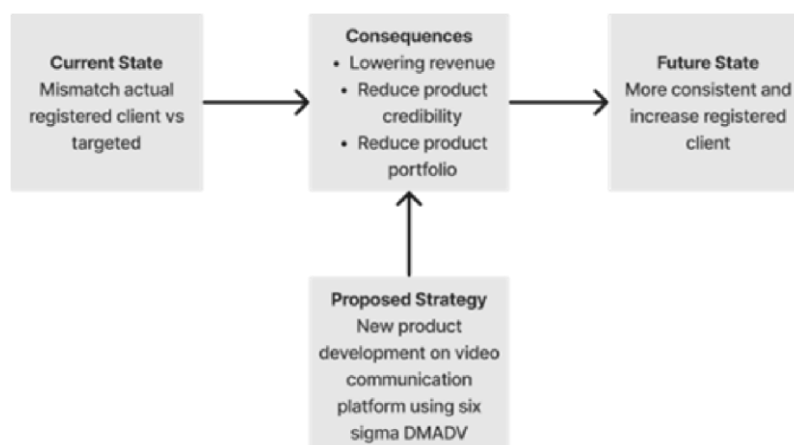 Current State
Mismatch actual
registered client vs
targeted
Consequences
• Lowering revenue
• Reduce product
credibility
• Reduce product
portfolio
Future State
More consistent and
increase registered
client
Proposed Strategy
New product
development on video
communication
platform using six
sigma DMADV